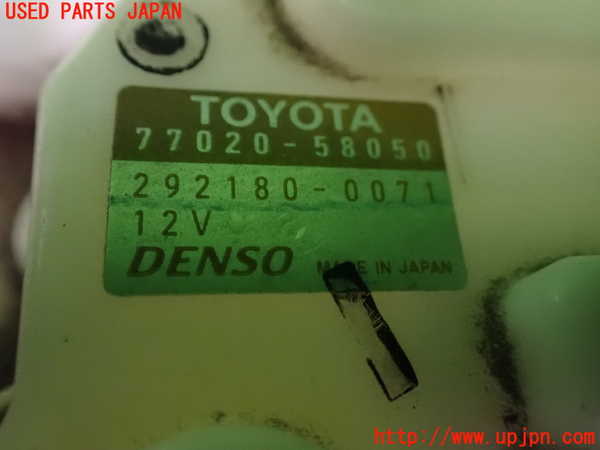 USED PARTS JAPAN
TOYOTA
77020-58050
292180-0071
12V
DENSO MADE IN JAPAN
http://www.upjpn.com/